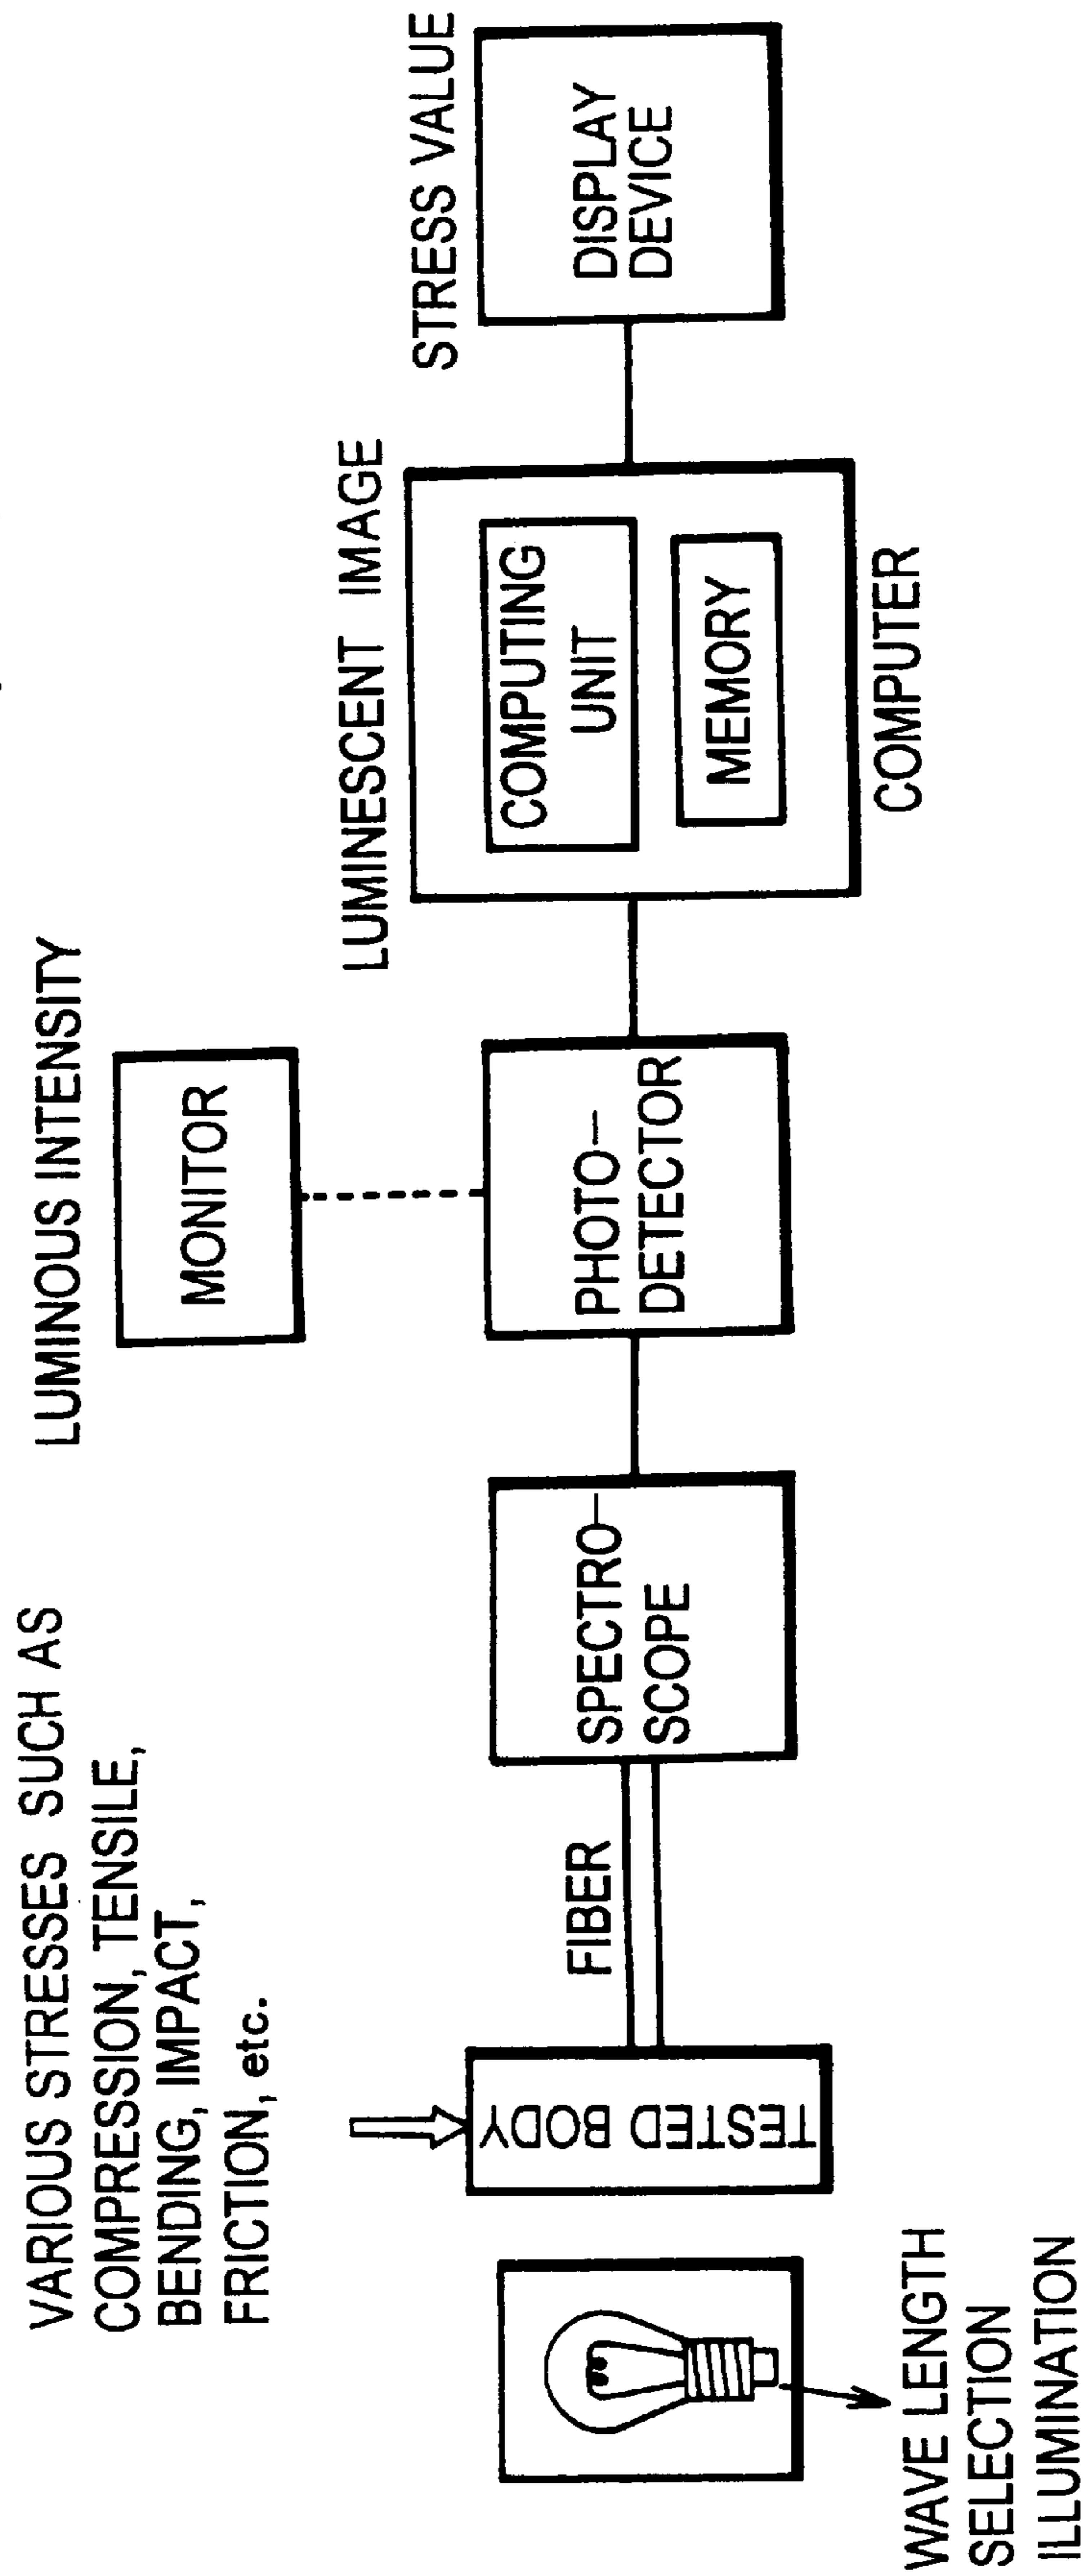 VARIOUS STRESSES SUCH AS
COMPRESSION, TENSILE,
BENDING, IMPACT,
FRICTION, etc.
LUMINOUS INTENSITY
MONITOR
LUMINESCENT IMAGE
STRESS VALUE
WAVE LENGTH
SELECTION
ILLUMINATION
TESTED BODY
FIBER
SPECTRO-
SCOPE
PHOTO-
DETECTOR
COMPUTING
UNIT
MEMORY
COMPUTER
DISPLAY
DEVICE